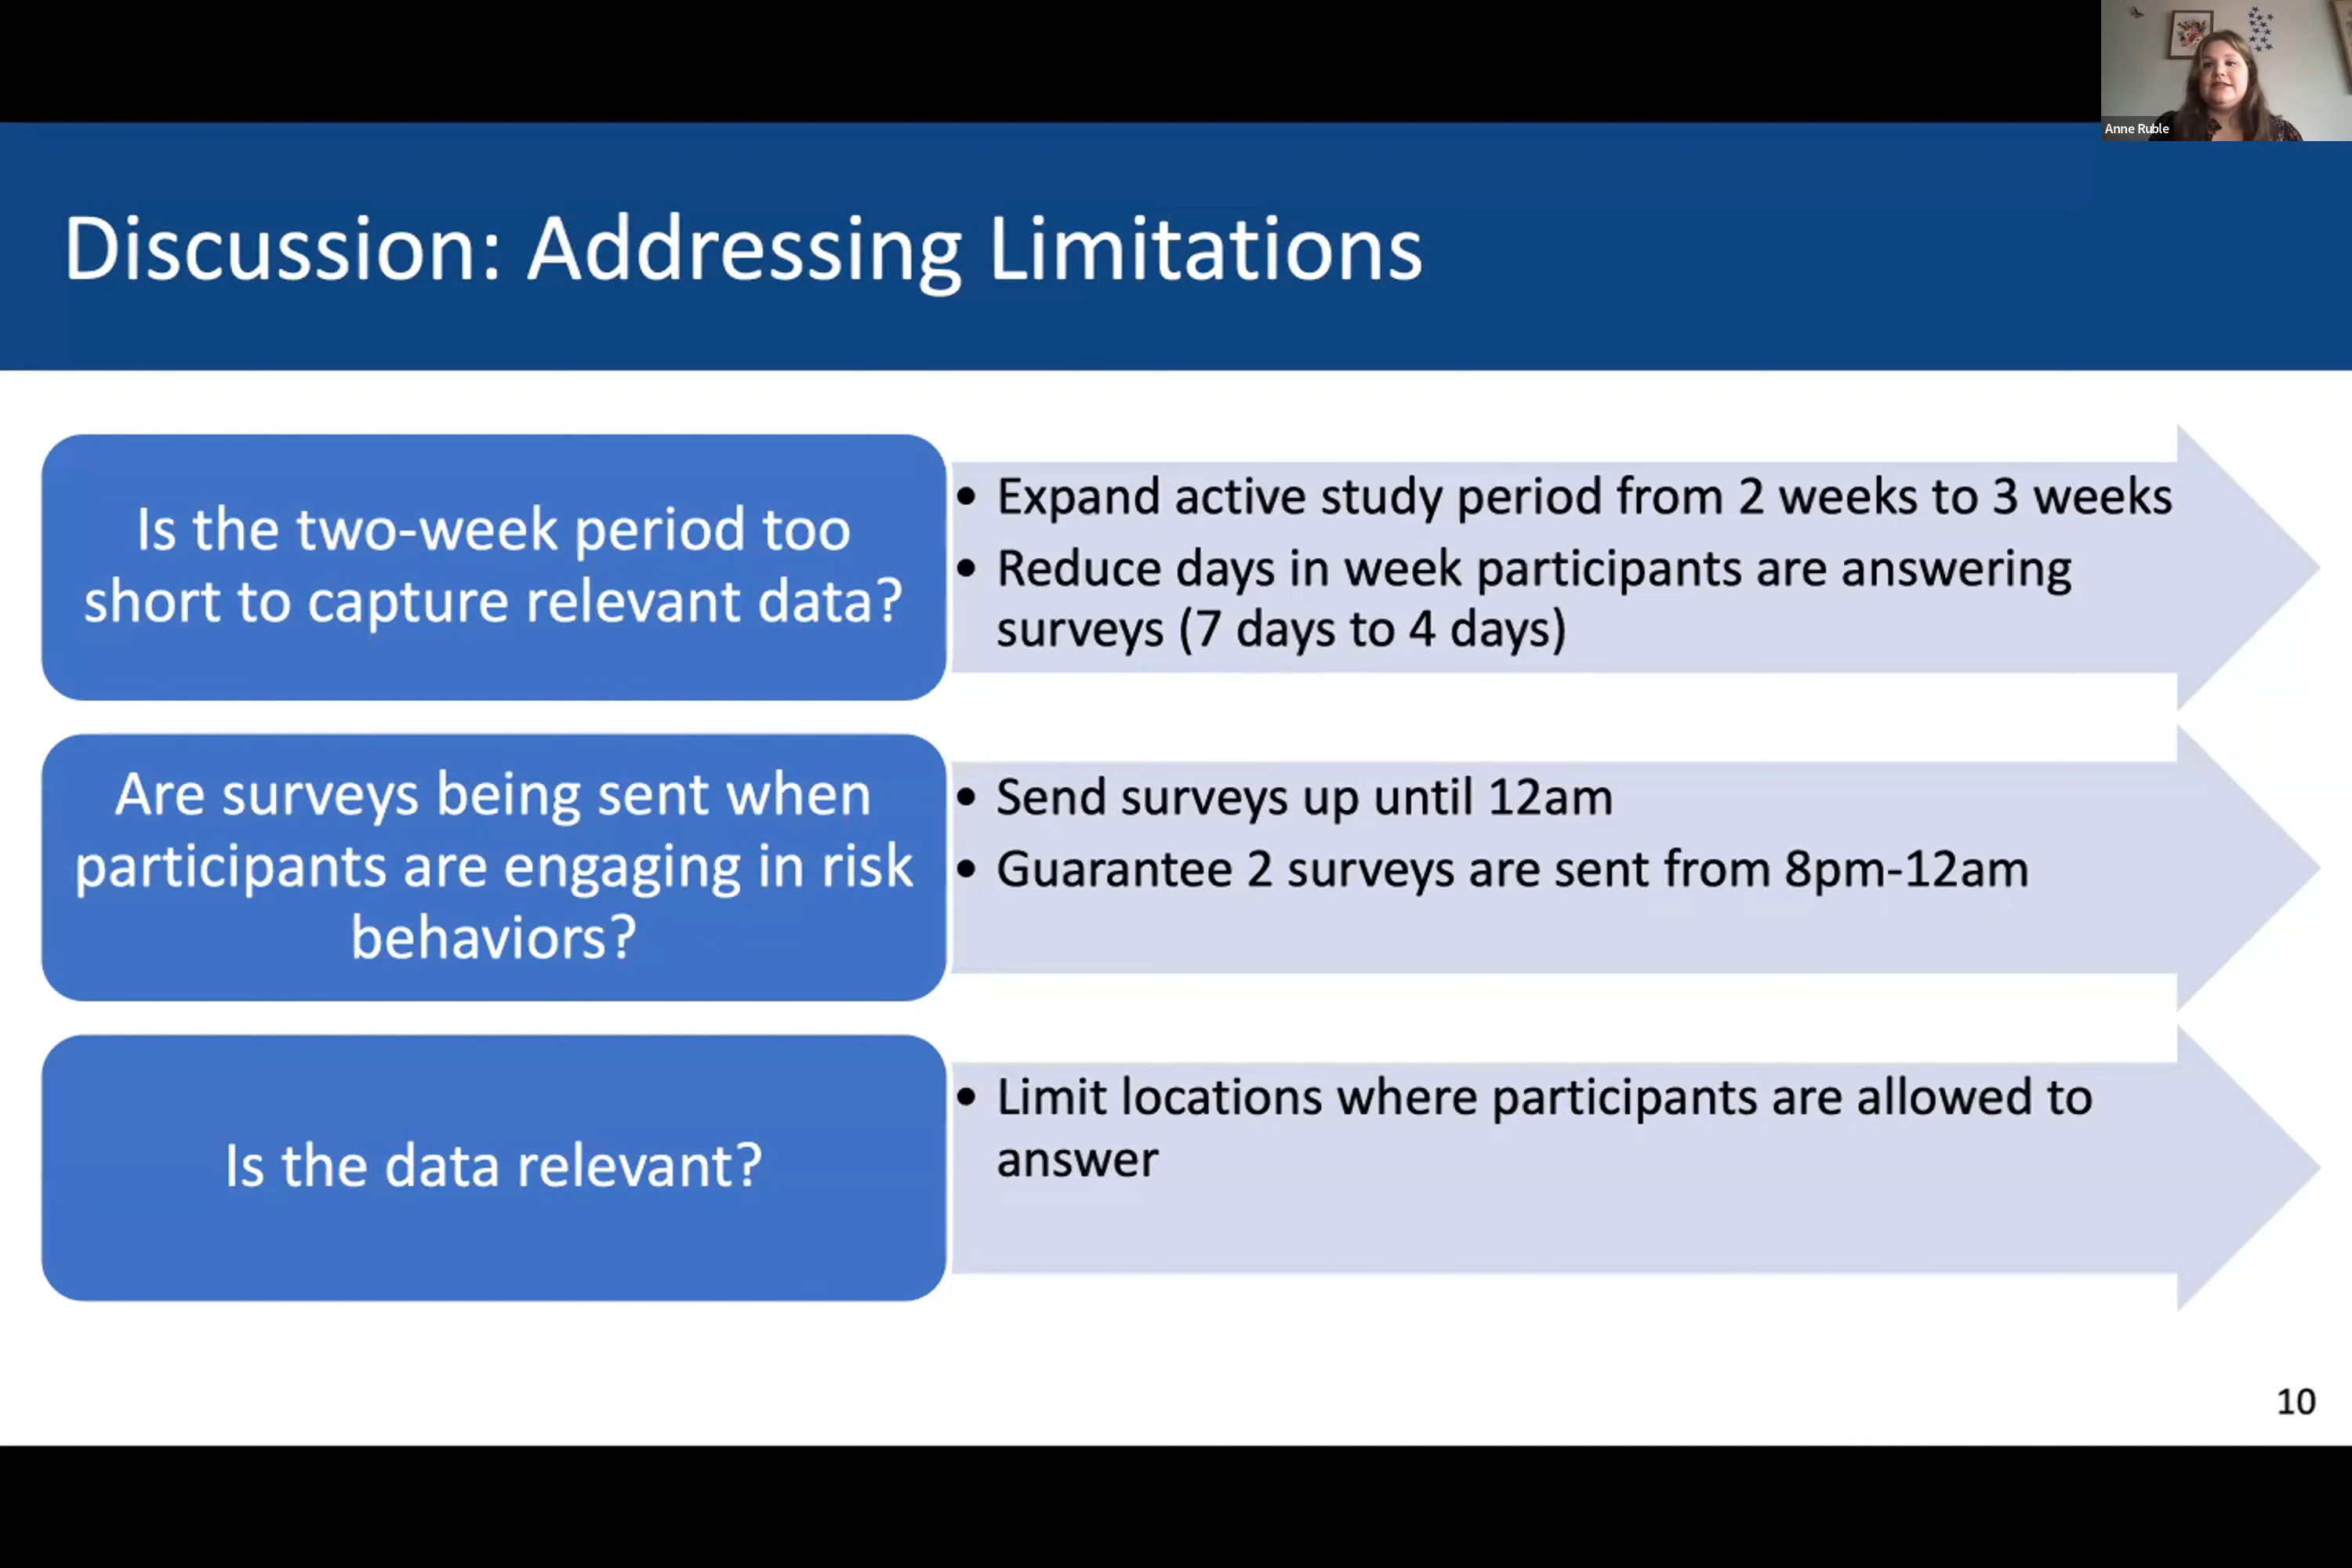 Anne Ruble
Discussion: Addressing Limitations
Is the two-week period too
short to capture relevant data?
• Expand active study period from 2 weeks to 3 weeks
• Reduce days in week participants are answering
surveys (7 days to 4 days)
Are surveys being sent when
participants are engaging in risk
behaviors?
• Send surveys up until 12am
• Guarantee 2 surveys are sent from 8pm-12am
Is the data relevant?
• Limit locations where participants are allowed to
answer
10